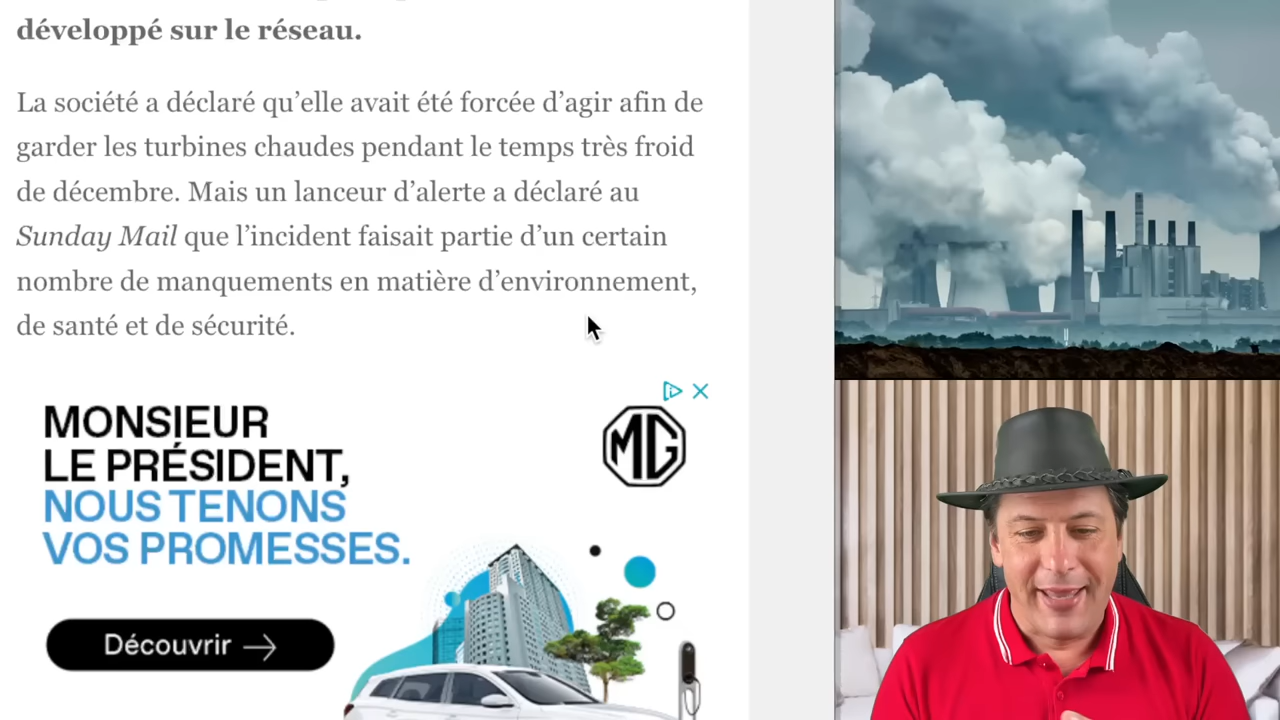 développé sur le réseau.
La société a déclaré qu’elle avait été forcée d’agir afin de
garder les turbines chaudes pendant le temps très froid
de décembre. Mais un lanceur d’alerte a déclaré au
Sunday Mail que l’incident faisait partie d’un certain
nombre de manquements en matière d’environnement,
de santé et de sécurité.
MONSIEUR
LE PRÉSIDENT,
NOUS TENONS
VOS PROMESSES.
MG
Découvrir →